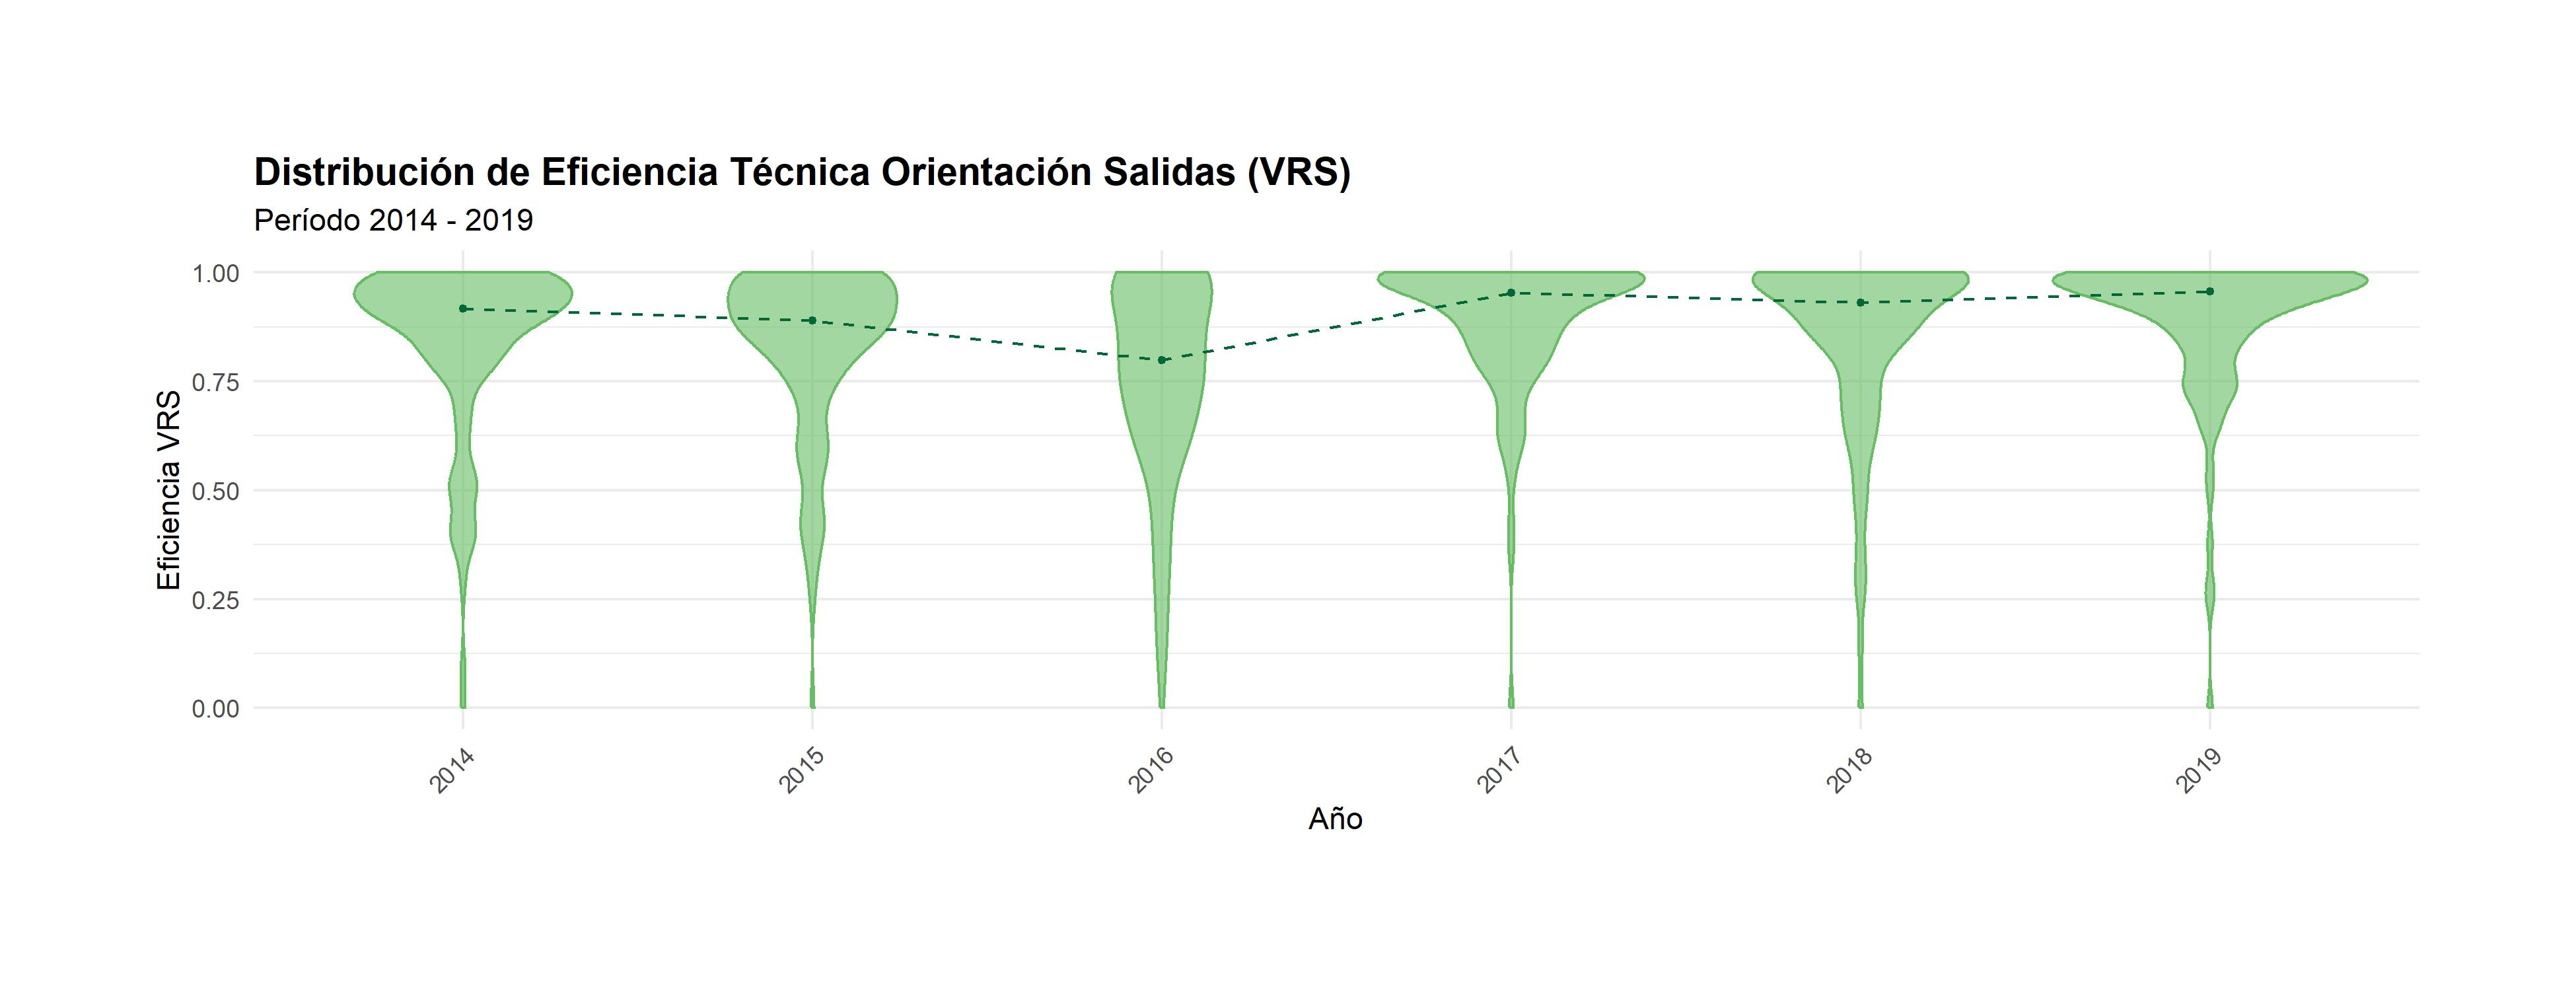 Distribución de Eficiencia Técnica Orientación Salidas (VRS)
Período 2014 - 2019
Eficiencia VRS
1.00
0.75
0.50
0.25
0.00
2014
2015
2016
2017
2018
2019
Año